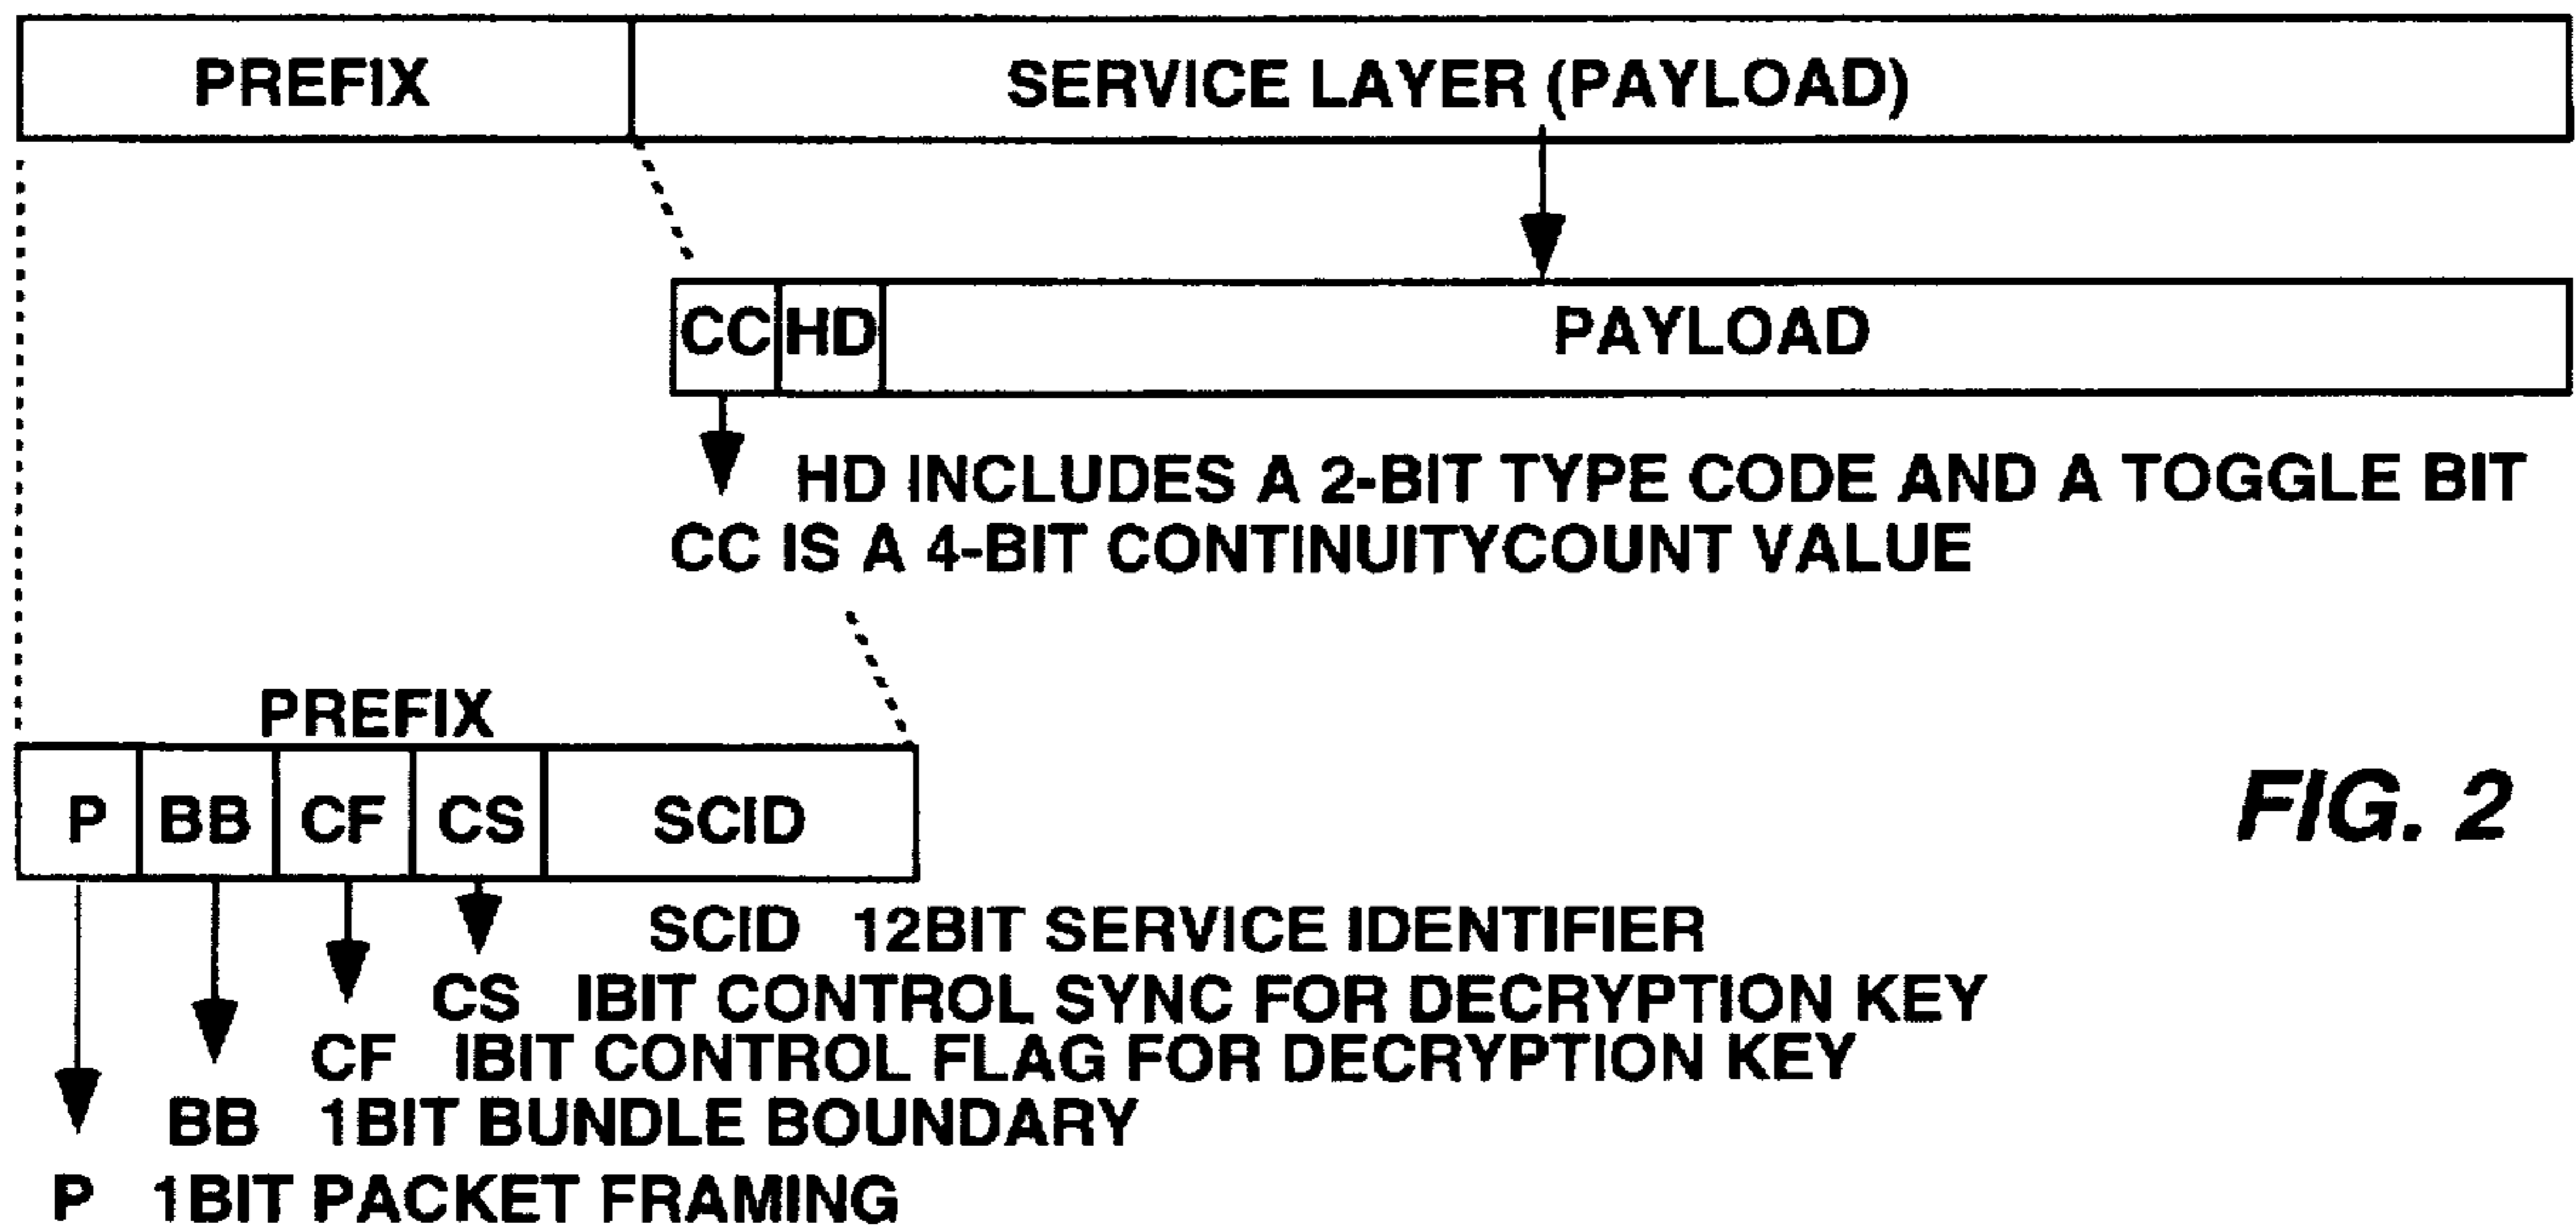 PREFIX SERVICE LAYER (PAYLOAD)
CC HD PAYLOAD
HD INCLUDES A 2-BIT TYPE CODE AND A TOGGLE BIT
CC IS A 4-BIT CONTINUITYCOUNT VALUE
PREFIX
P BB CF CS SCID
FIG. 2
SCID 12BIT SERVICE IDENTIFIER
CS IBIT CONTROL SYNC FOR DECRYPTION KEY
CF IBIT CONTROL FLAG FOR DECRYPTION KEY
BB 1BIT BUNDLE BOUNDARY
P 1BIT PACKET FRAMING